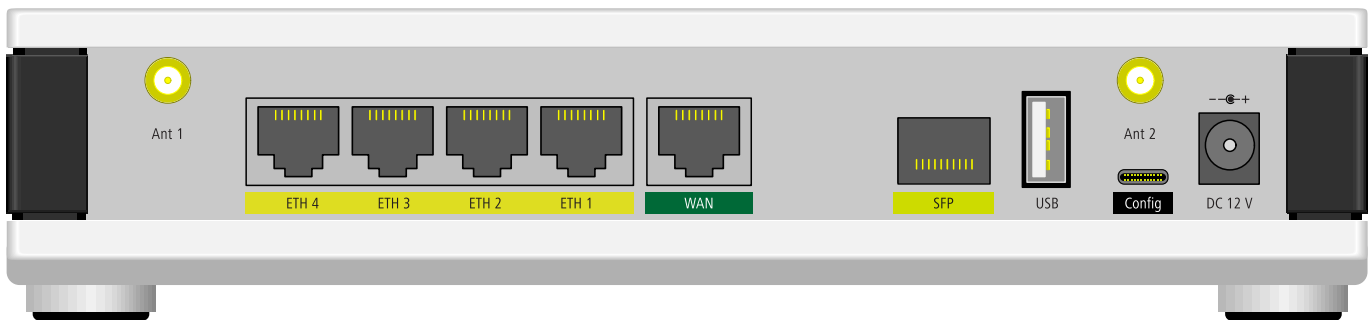 Ant 1
Ant 2
ETH 4
ETH 3
ETH 2
ETH 1
WAN
SFP
USB
Config
DC 12 V